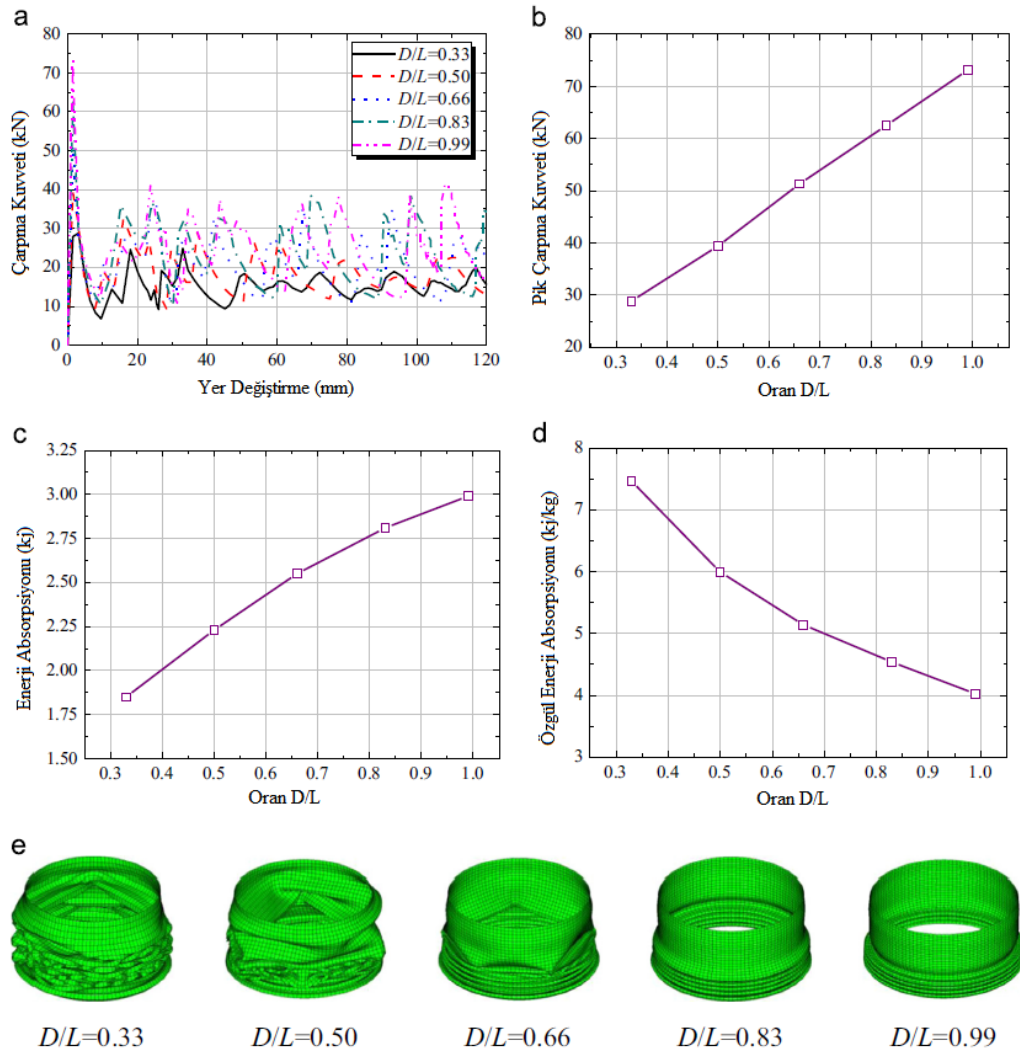 a
80
70
60
50
40
30
20
10
0
Çarpma Kuvveti (kN)
D/L=0.33
D/L=0.50
D/L=0.66
D/L=0.83
D/L=0.99
0 20 40 60 80 100 120
Yer Değiştirme (mm)
b
80
70
60
50
40
30
20
Pik Çarpma Kuvveti (kN)
0.3 0.4 0.5 0.6 0.7 0.8 0.9 1.0
Oran D/L
c
3.25
3.00
2.75
2.50
2.25
2.00
1.75
1.50
Enerji Absorpsiyonu (kj)
0.3 0.4 0.5 0.6 0.7 0.8 0.9 1.0
Oran D/L
d
8
7
6
5
4
3
Özgül Enerji Absorpsiyonu (kj/kg)
0.3 0.4 0.5 0.6 0.7 0.8 0.9 1.0
Oran D/L
e
D/L=0.33 D/L=0.50 D/L=0.66 D/L=0.83 D/L=0.99